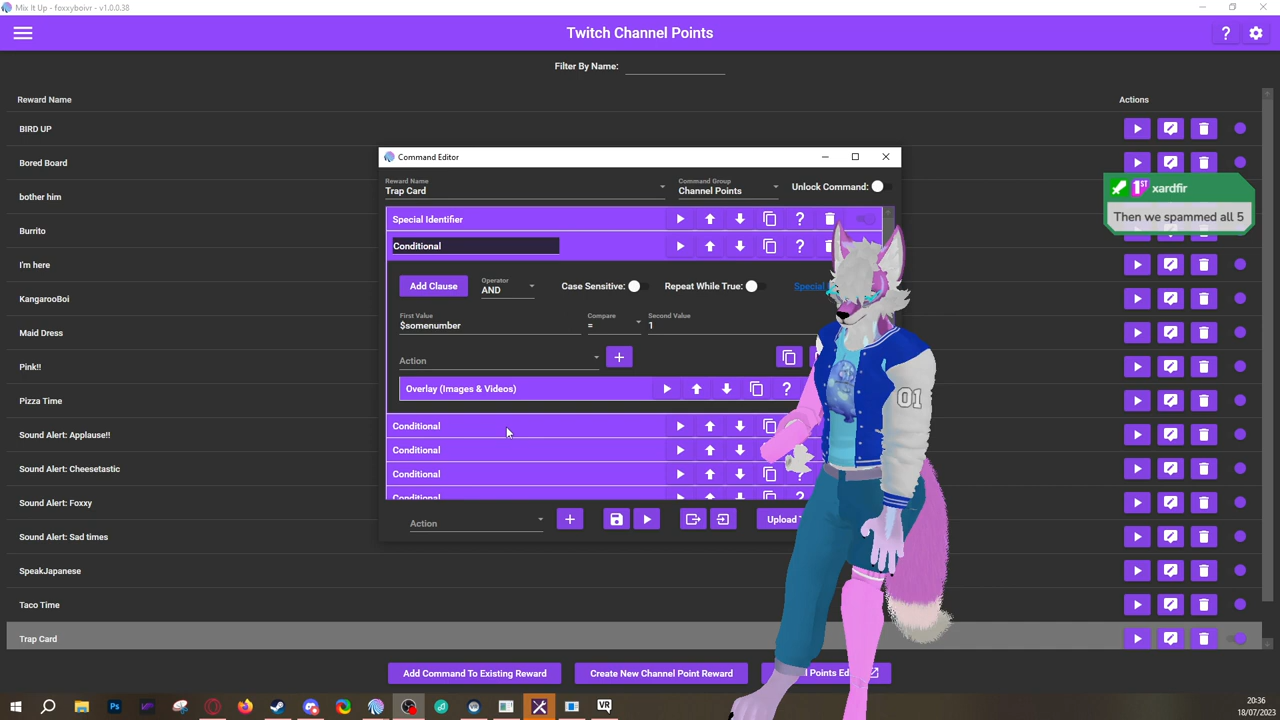 Mix It Up - foxxyboivr - v1.0.0.38
Twitch Channel Points
Filter By Name:
Reward Name
Actions
BIRD UP
Bored Board
bother him
Burrito
I'm here
KangarooBoi
Maid Dress
Pink!!
Pizza Time
Sound Alert: Applause!!
Sound Alert: Cheesetastic
Sound Alert: Foxxy
Sound Alert: Sad times
SpeakJapanese
Taco Time
Trap Card
Command Editor
Reward Name
Trap Card
Command Group
Channel Points
Unlock Command:
Special Identifier
Conditional
Add Clause
Operator
AND
Case Sensitive:
Repeat While True:
Special
First Value
$somenumber
Compare
=
Second Value
1
Action
Overlay (Images & Videos)
Conditional
Conditional
Conditional
Conditional
Action
Upload
Add Command To Existing Reward
Create New Channel Point Reward
Points
1ST xardfir
Then we spammed all 5
01
20:36
18/07/2023